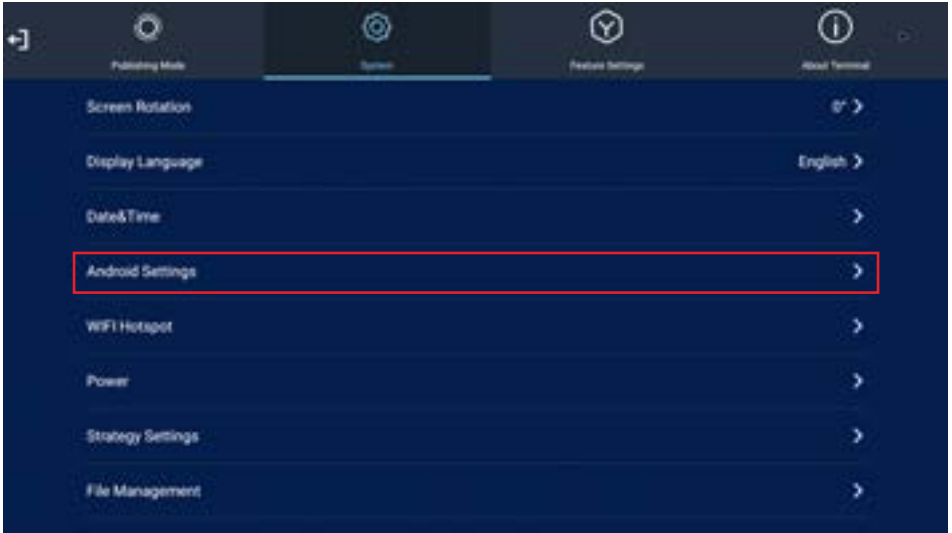 Publishing Mode
System
Feature Settings
About Terminal
Screen Rotation
0°
Display Language
English
Date&Time
Android Settings
WIFI Hotspot
Power
Strategy Settings
File Management